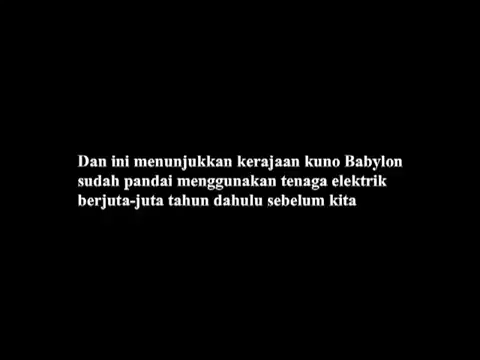 Dan ini menunjukkan kerajaan kuno Babylon
sudah pandai menggunakan tenaga elektrik
berjuta-juta tahun dahulu sebelum kita